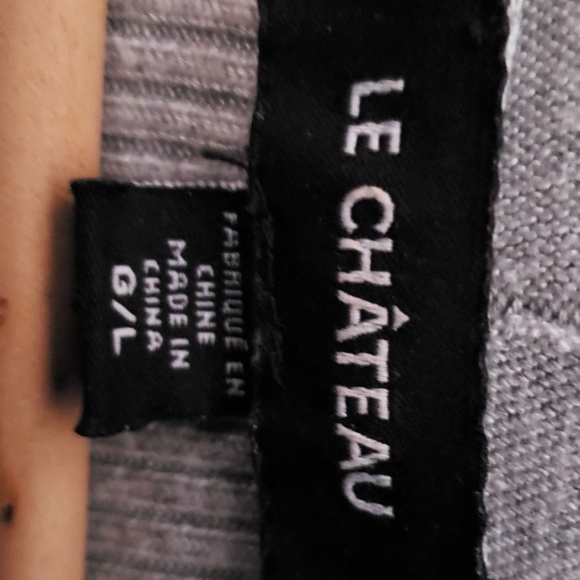 LE CHÂTEAU
FABRIQUÉ EN
CHINE
MADE IN
CHINA
G/L